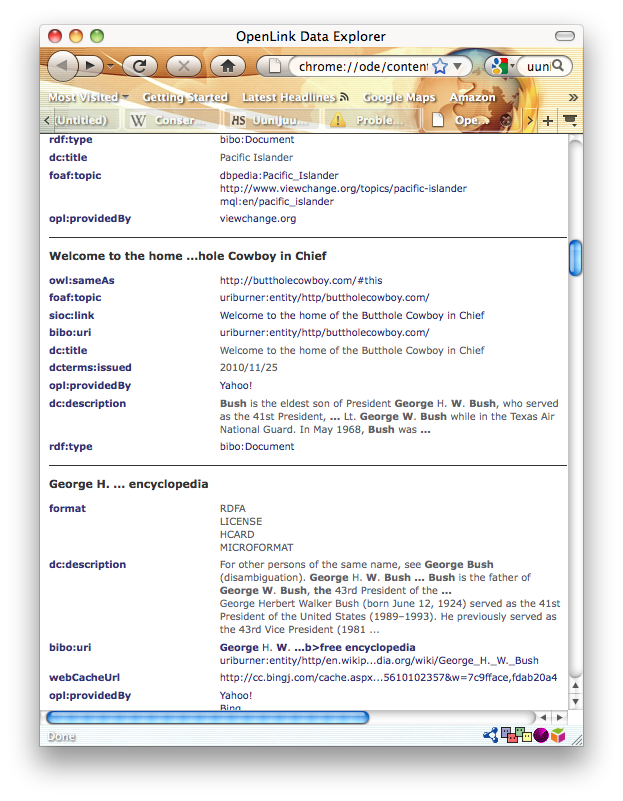 OpenLink Data Explorer
chrome://ode/content
uuni
Most Visited Getting Started Latest Headlines Google Maps Amazon »
(Untitled) W Conser... HS UuniJuu... Proble... Ope...
rdf:type bibo:Document
dc:title Pacific Islander
foaf:topic dbpedia:Pacific_Islander
http://www.viewchange.org/topics/pacific-islander
mql:en/pacific_islander
opl:providedBy viewchange.org
Welcome to the home ...hole Cowboy in Chief
owl:sameAs http://buttholecowboy.com/#this
foaf:topic uriburner:entity/http/buttholecowboy.com/
sioc:link Welcome to the home of the Butthole Cowboy in Chief
bibo:uri uriburner:entity/http/buttholecowboy.com/
dc:title Welcome to the home of the Butthole Cowboy in Chief
dcterms:issued 2010/11/25
opl:providedBy Yahoo!
dc:description Bush is the eldest son of President George H. W. Bush, who served
as the 41st President, ... Lt. George W. Bush while in the Texas Air
National Guard. In May 1968, Bush was ...
rdf:type bibo:Document
George H. ... encyclopedia
format RDFA
LICENSE
HCARD
MICROFORMAT
dc:description For other persons of the same name, see George Bush
(disambiguation). George H. W. Bush ... Bush is the father of
George W. Bush, the 43rd President of the ...
George Herbert Walker Bush (born June 12, 1924) served as the 41st
President of the United States (1989–1993). He previously served as
the 43rd Vice President (1981 ...
bibo:uri George H. W. ...b>free encyclopedia
uriburner:entity/http/en.wikip...dia.org/wiki/George_H._W._Bush
webCacheUrl http://cc.bingj.com/cache.aspx...5610102357&w=7c9fface,fdab20a4
opl:providedBy Yahoo!
Bing
Done